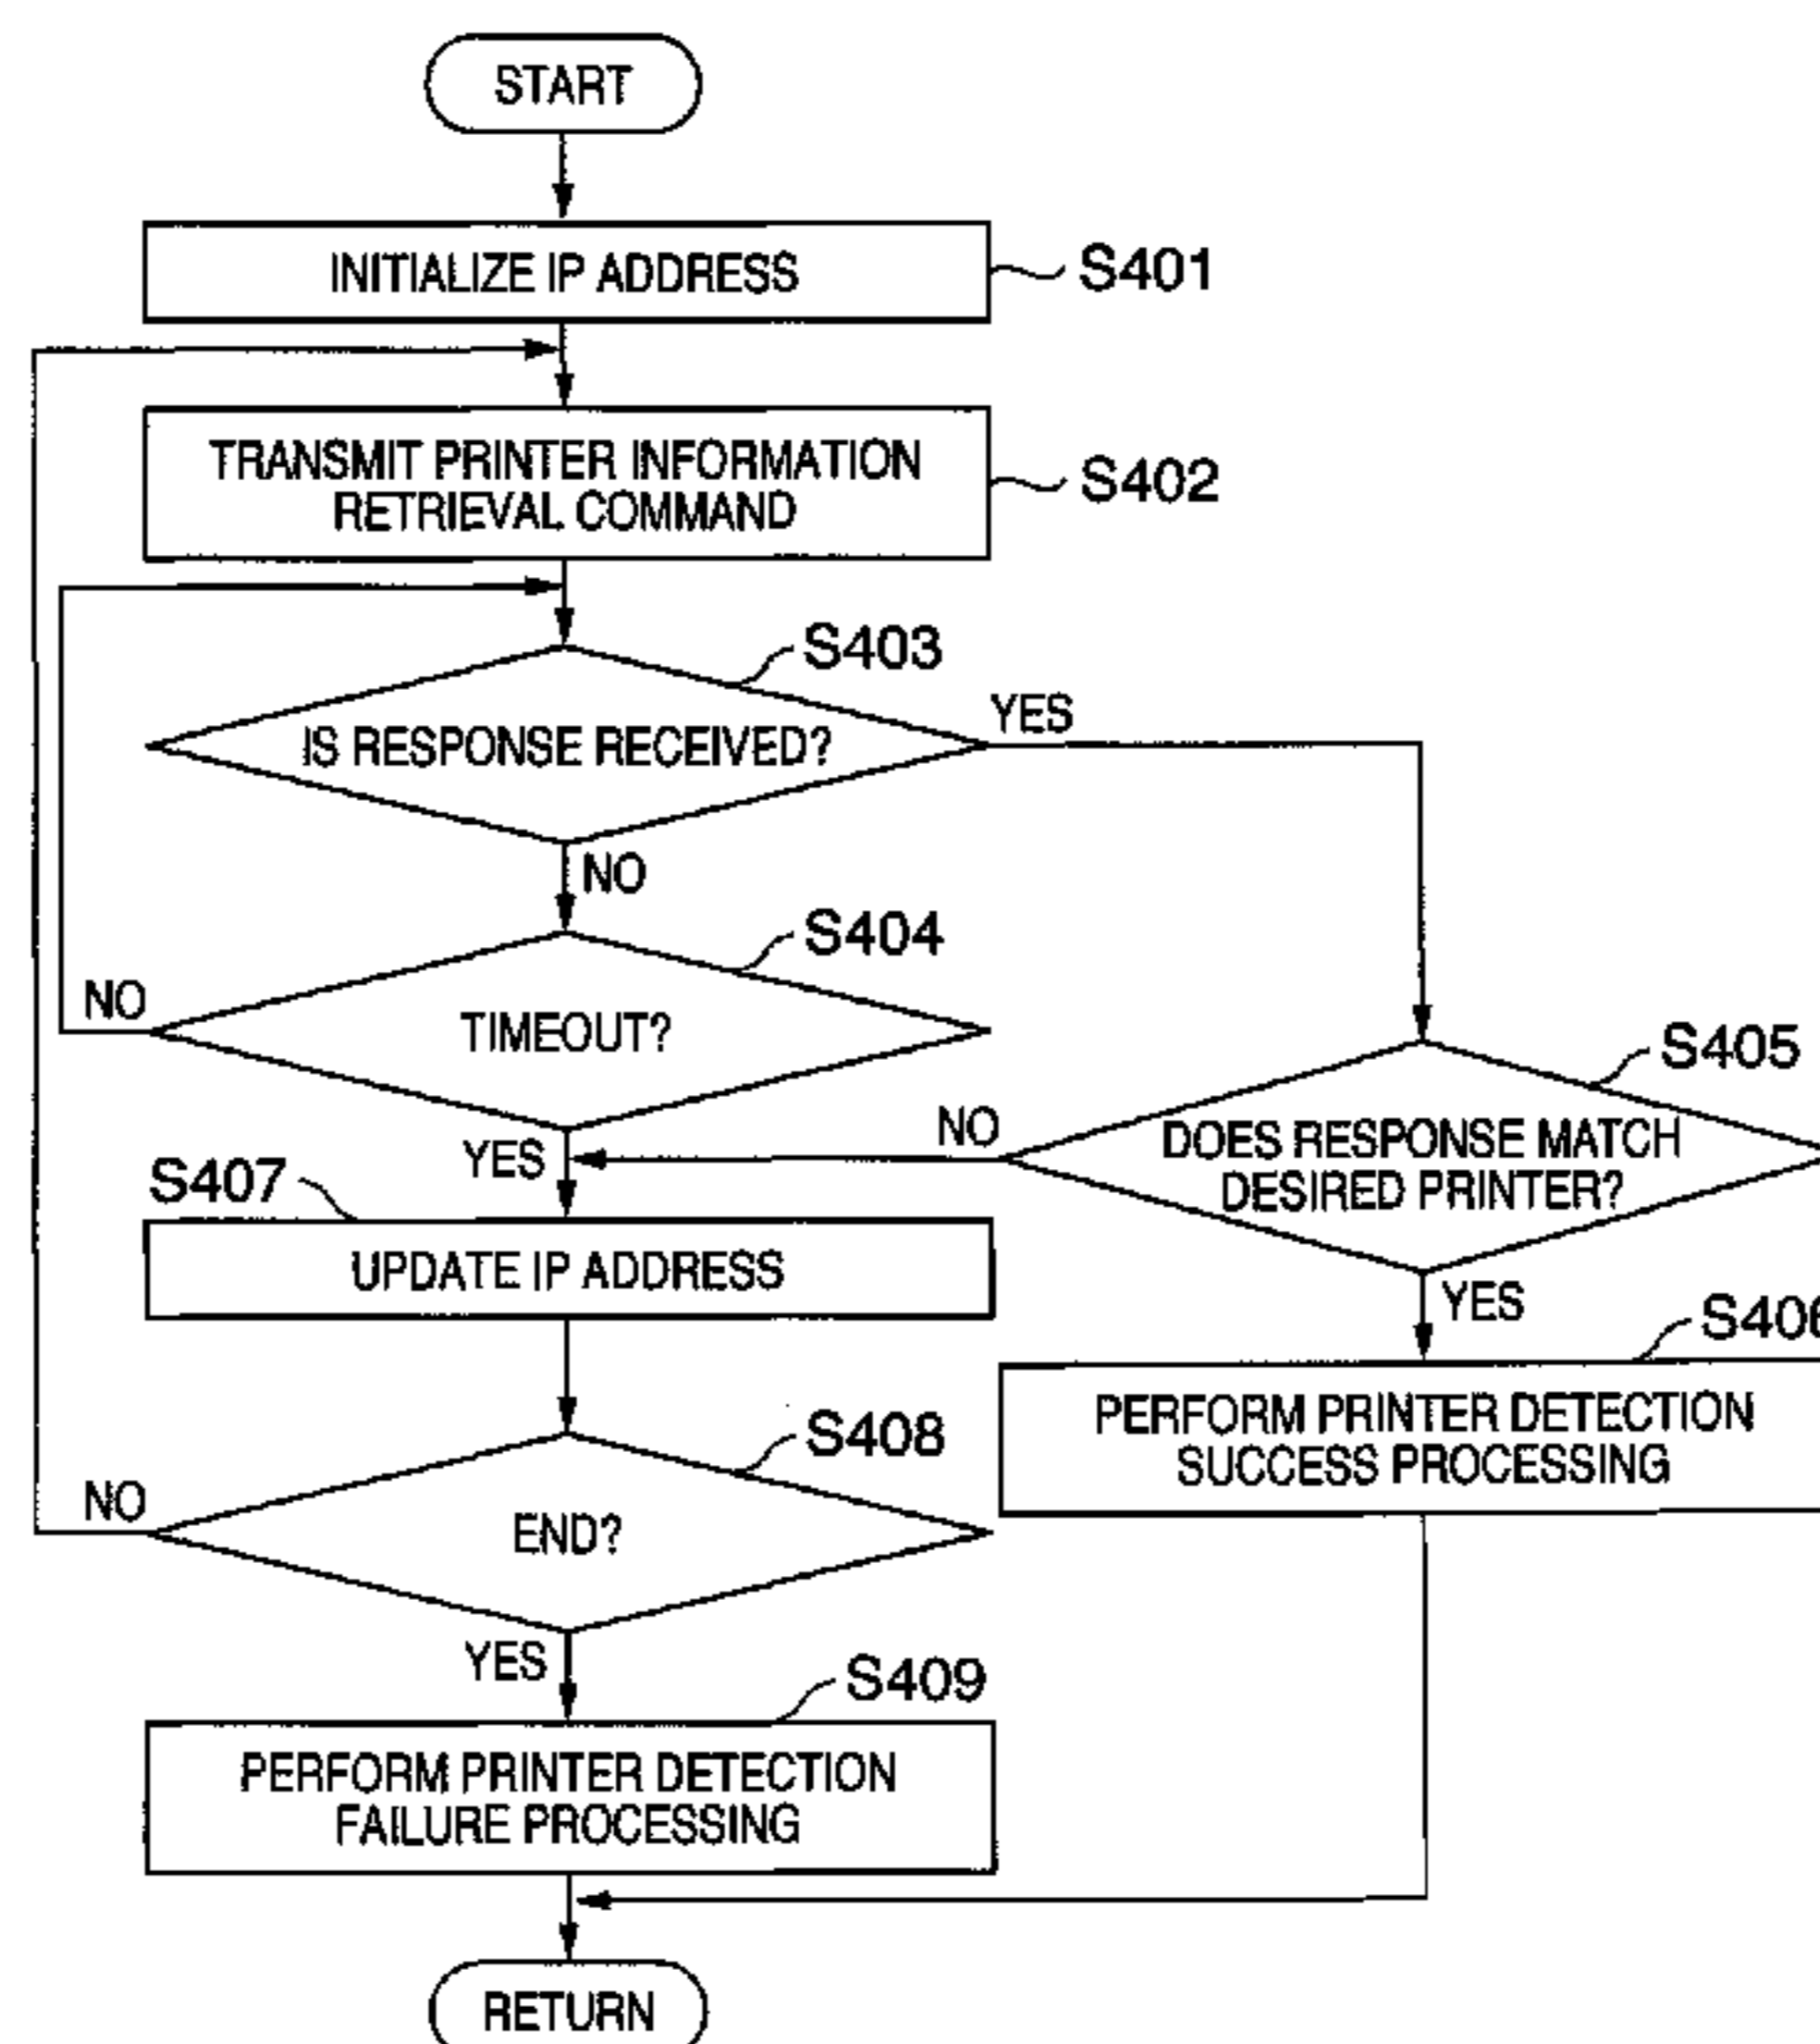 START
INITIALIZE IP ADDRESS
S401
TRANSMIT PRINTER INFORMATION
RETRIEVAL COMMAND
S402
S403
IS RESPONSE RECEIVED?
YES
NO
S404
TIMEOUT?
NO
YES
S405
DOES RESPONSE MATCH
DESIRED PRINTER?
NO
YES
S406
PERFORM PRINTER DETECTION
SUCCESS PROCESSING
S407
UPDATE IP ADDRESS
S408
END?
NO
YES
S409
PERFORM PRINTER DETECTION
FAILURE PROCESSING
RETURN